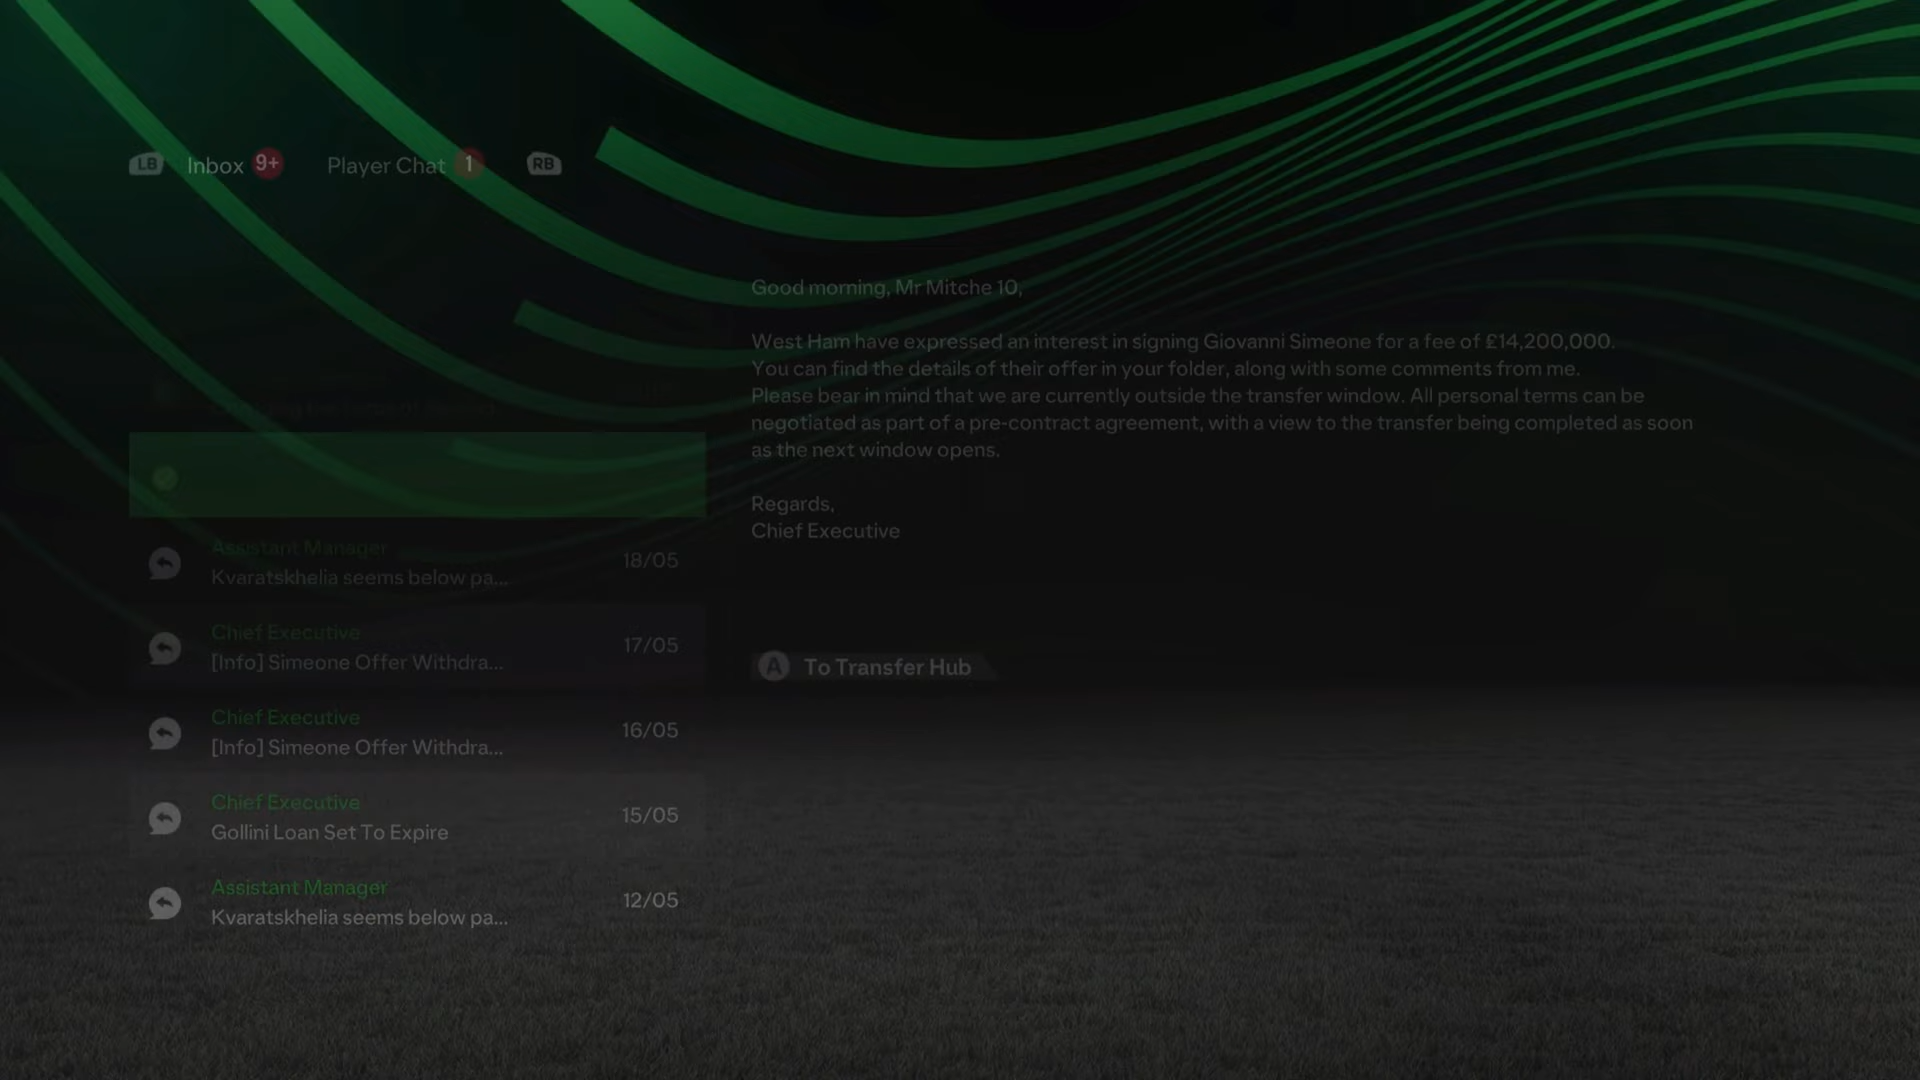 LB Inbox 9+ Player Chat 1 RB
Good morning, Mr Mitche 10,
West Ham have expressed an interest in signing Giovanni Simeone for a fee of £14,200,000.
You can find the details of their offer in your folder, along with some comments from me.
Please bear in mind that we are currently outside the transfer window. All personal terms can be
negotiated as part of a pre-contract agreement, with a view to the transfer being completed as soon
as the next window opens.
Regards,
Chief Executive
A To Transfer Hub
Assistant Manager
Kvaratskhelia seems below pa...
18/05
Chief Executive
[Info] Simeone Offer Withdra...
17/05
Chief Executive
[Info] Simeone Offer Withdra...
16/05
Chief Executive
Gollini Loan Set To Expire
15/05
Assistant Manager
Kvaratskhelia seems below pa...
12/05